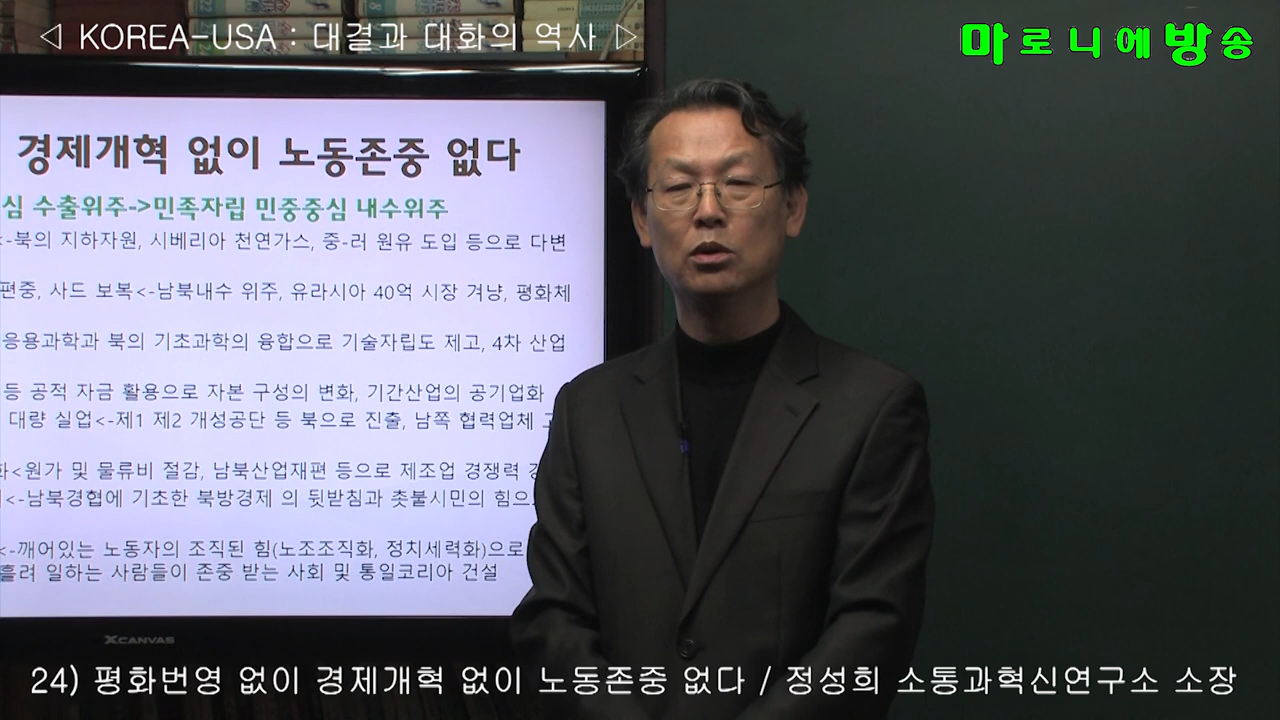 ◁ KOREA-USA : 대결과 대화의 역사 ▷
마로니에방송
경제개혁 없이 노동존중 없다
심 수출위주->민족자립 민중중심 내수위주
<-북의 지하자원, 시베리아 천연가스, 중-러 원유 도입 등으로 다변
편중, 사드 보복<-남북내수 위주, 유라시아 40억 시장 겨냥, 평화체
응용과학과 북의 기초과학의 융합으로 기술자립도 제고, 4차 산업
등 공적 자금 활용으로 자본 구성의 변화, 기간산업의 공기업화
대량 실업<-제1 제2 개성공단 등 북으로 진출, 남쪽 협력업체
화<원가 및 물류비 절감, 남북산업재편 등으로 제조업 경쟁력
<-남북경협에 기초한 북방경제 의 뒷받침과 촛불시민의 힘으
<-깨어있는 노동자의 조직된 힘(노조조직화, 정치세력화)으로
흘려 일하는 사람들이 존중 받는 사회 및 통일코리아 건설
XCANVAS
24) 평화번영 없이 경제개혁 없이 노동존중 없다 / 정성희 소통과혁신연구소 소장